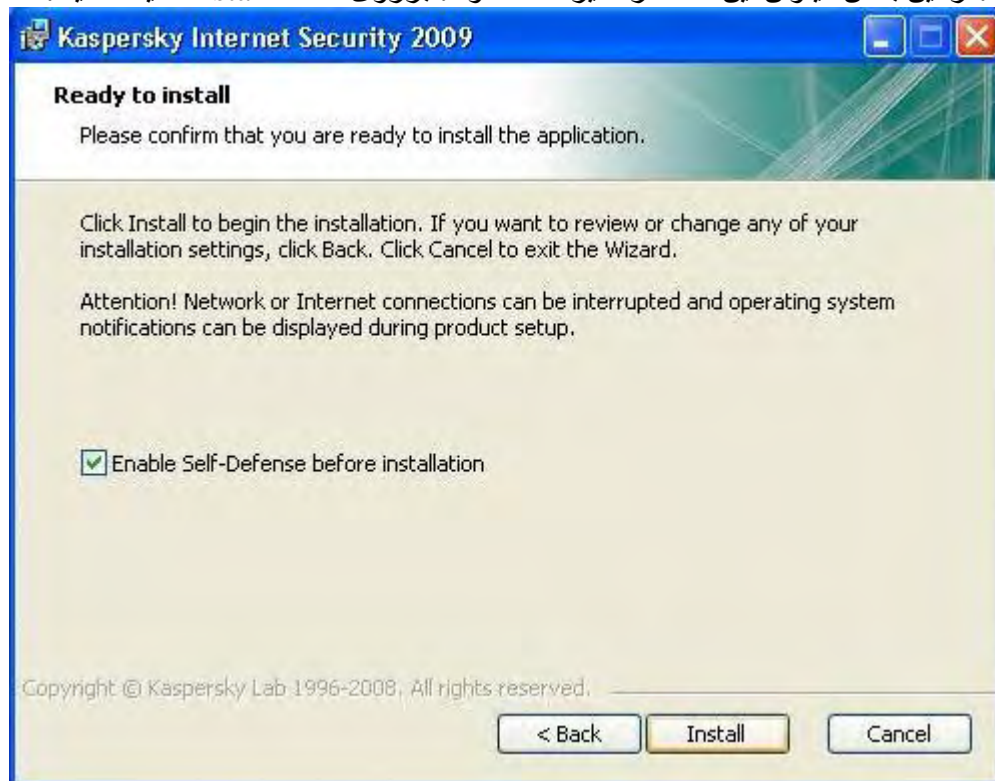 Kaspersky Internet Security 2009
Ready to install
Please confirm that you are ready to install the application.
Click Install to begin the installation. If you want to review or change any of your
installation settings, click Back. Click Cancel to exit the Wizard.
Attention! Network or Internet connections can be interrupted and operating system
notifications can be displayed during product setup.
Enable Self-Defense before installation
Copyright © Kaspersky Lab 1996-2008. All rights reserved.
< Back Install Cancel